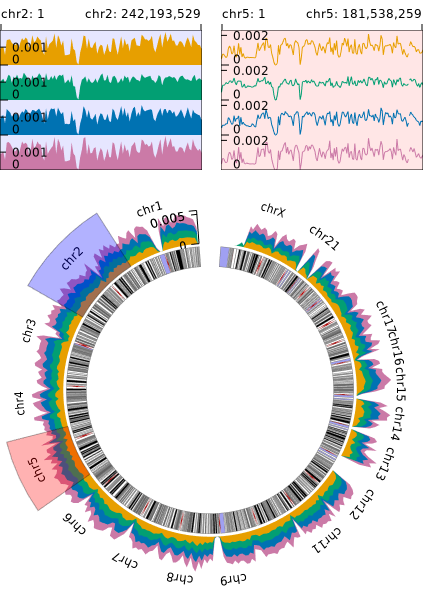 chr2: 1 chr2: 242,193,529 chr5: 1 chr5: 181,538,259
0.001
0
0.001
0
0.001
0
0.001
0
0.002
0
0.002
0
0.002
0
0.002
0
chr1
0.005
0
chrX
chr21
chr2
chr3
chr17
chr16
chr15
chr4
chr14
chr5
chr13
chr6
chr12
chr7
chr11
chr8
chr9